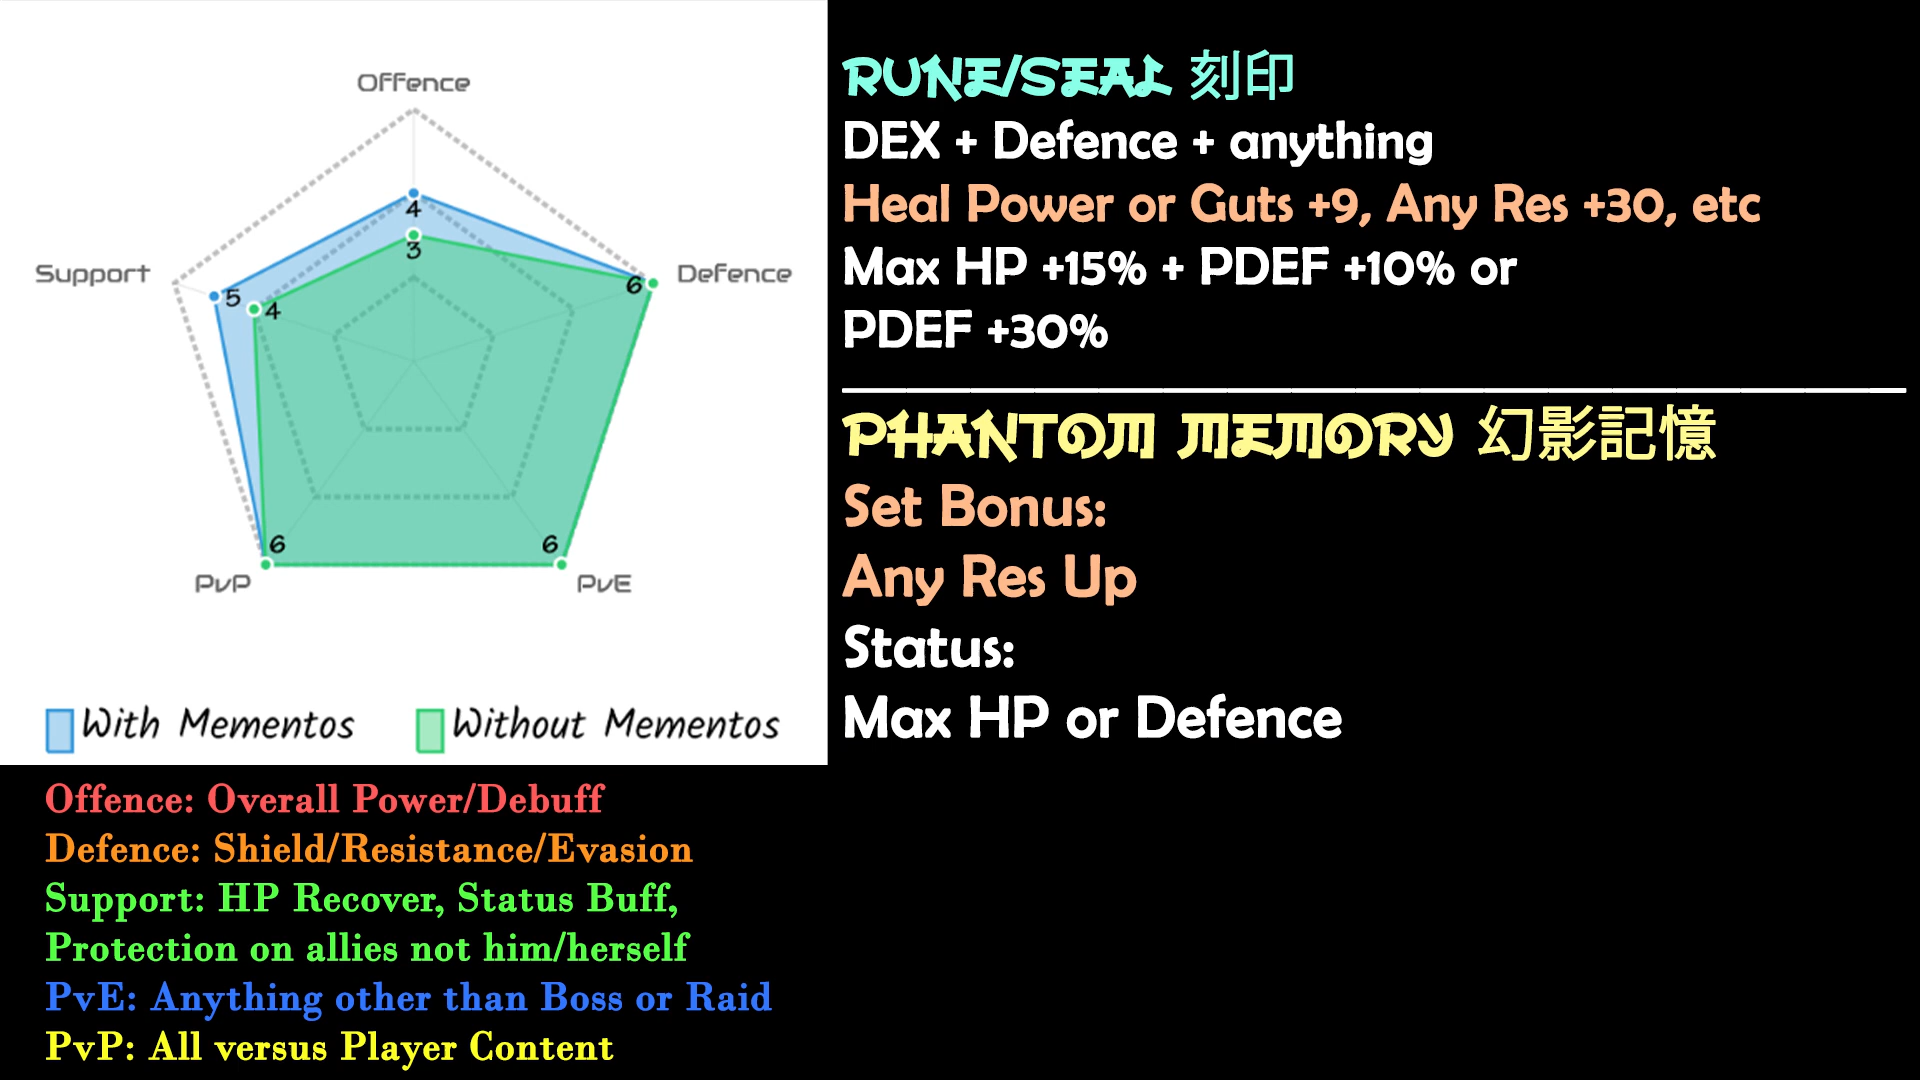 Offence
4
3
Support
5
4
Defence
6
6
PvP
6
PvE
With Mementos
Without Mementos
Offence: Overall Power/Debuff
Defence: Shield/Resistance/Evasion
Support: HP Recover, Status Buff,
Protection on allies not him/herself
PvE: Anything other than Boss or Raid
PvP: All versus Player Content
RUNE/SEAL 刻印
DEX + Defence + anything
Heal Power or Guts +9, Any Res +30, etc
Max HP +15% + PDEF +10% or
PDEF +30%
PHANTOM MEMORY 幻影記憶
Set Bonus:
Any Res Up
Status:
Max HP or Defence